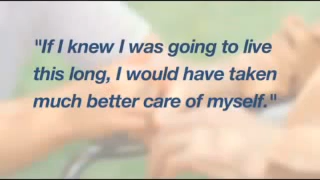 "If I knew I was going to live
this long, I would have taken
much better care of myself."